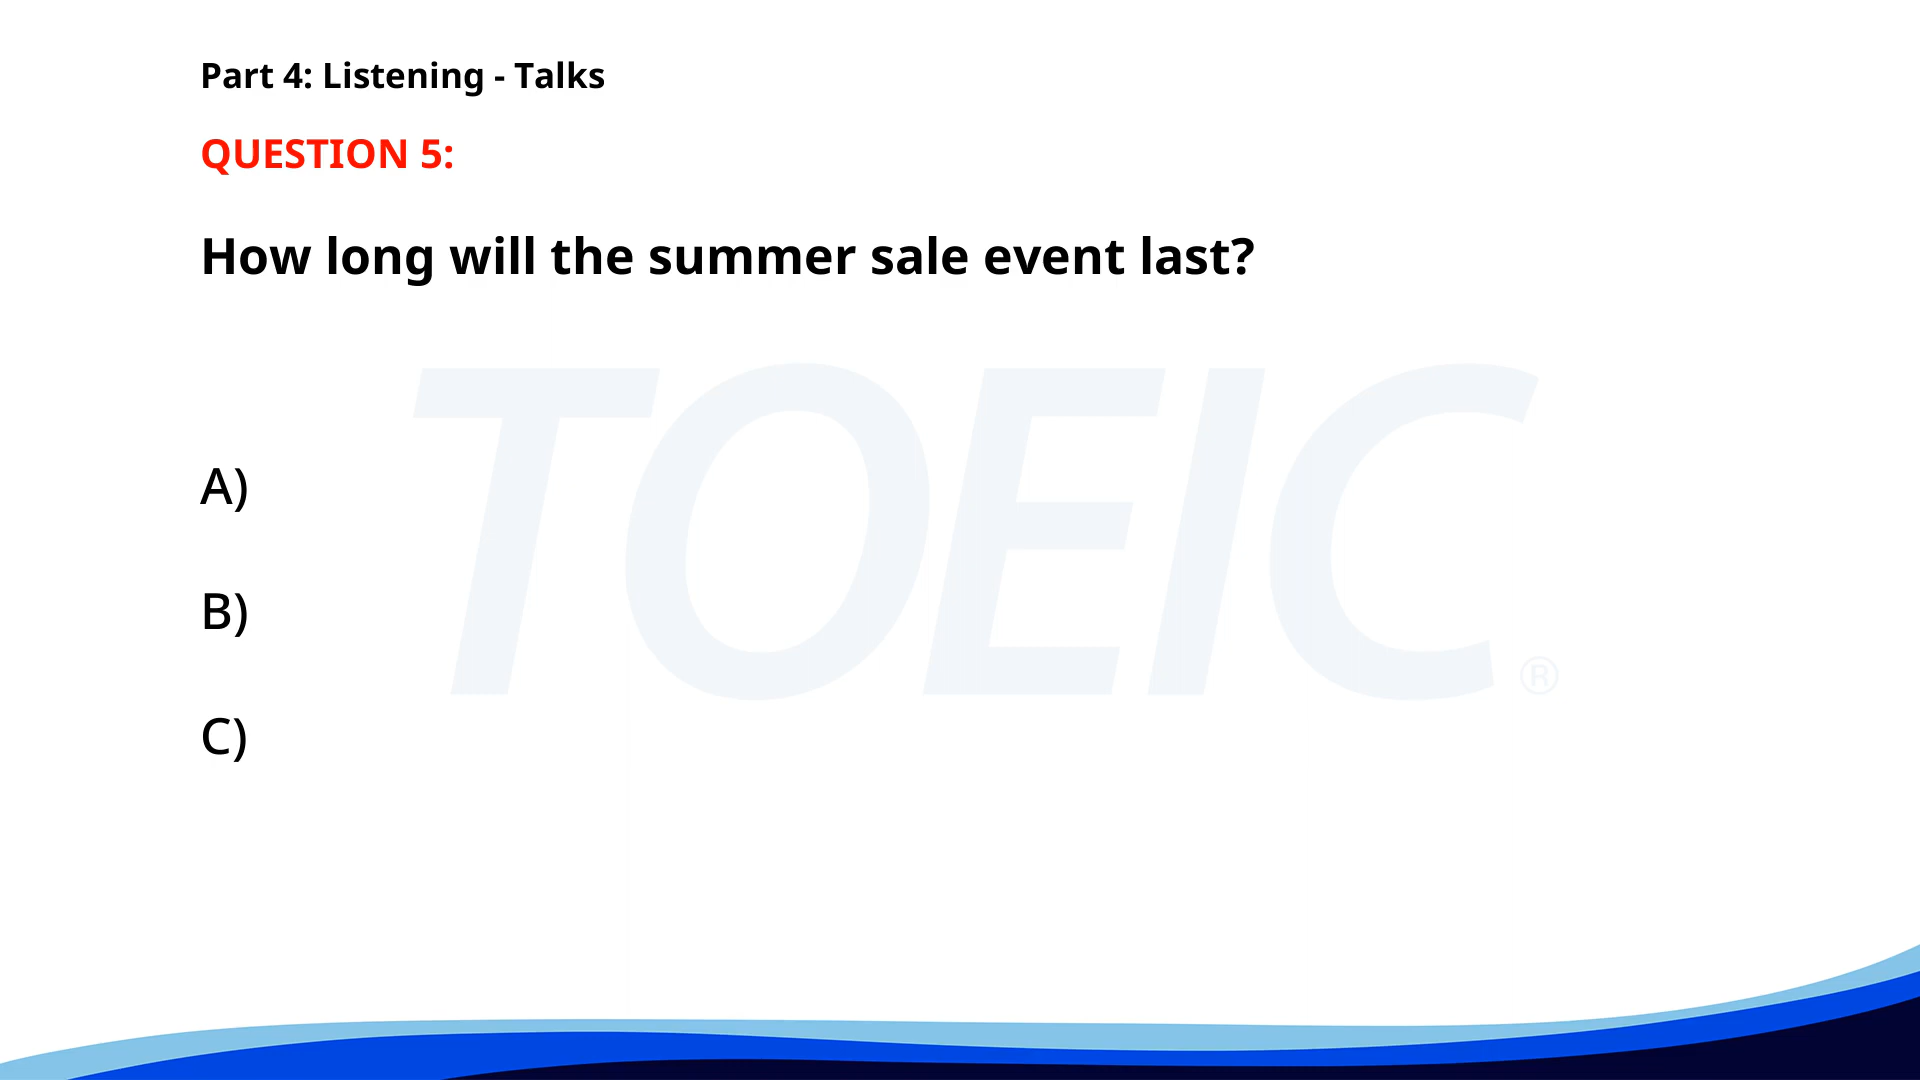 Part 4: Listening - Talks
QUESTION 5:
How long will the summer sale event last?
TOEIC®
A)
B)
C)